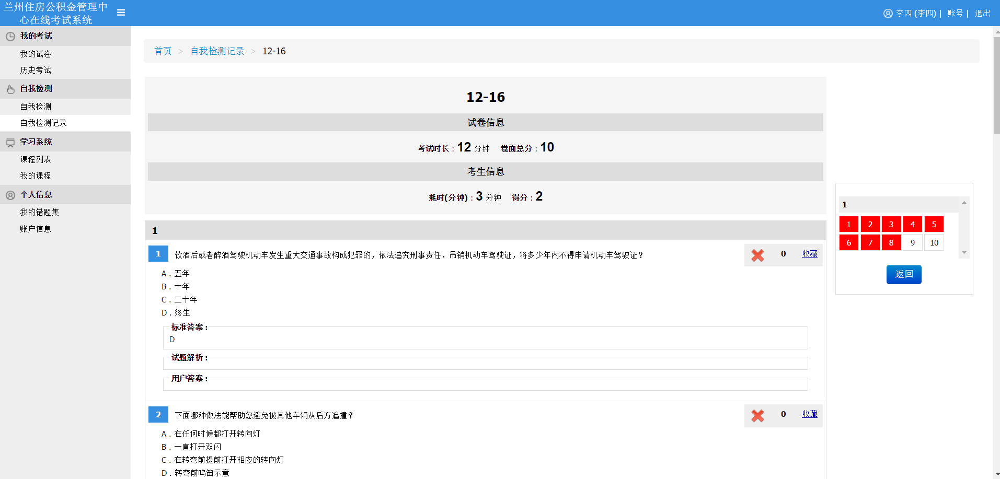 兰州住房公积金管理中
心在线考试系统
李四 (李四) | 账号 | 退出
我的考试
我的试卷
历史考试
自我检测
自我检测
自我检测记录
学习系统
课程列表
我的课程
个人信息
我的错题集
账户信息
首页 > 自我检测记录 > 12-16
12-16
试卷信息
考试时长：12 分钟 卷面总分：10
考生信息
耗时(分钟)：3 分钟 得分：2
1
1 饮酒后或者醉酒驾驶机动车发生重大交通事故构成犯罪的，依法追究刑事责任，吊销机动车驾驶证，将多少年内不得申请机动车驾驶证？
0 收藏
A．五年
B．十年
C．二十年
D．终生
标准答案：
D
试题解析：
用户答案：
2 下面哪种做法能帮助您避免被其他车辆从后方追撞？
0 收藏
A．在任何时候都打开转向灯
B．一直打开双闪
C．在转弯前提前打开相应的转向灯
D．转弯前鸣笛示意
1
1 2 3 4 5
6 7 8 9 10
返回